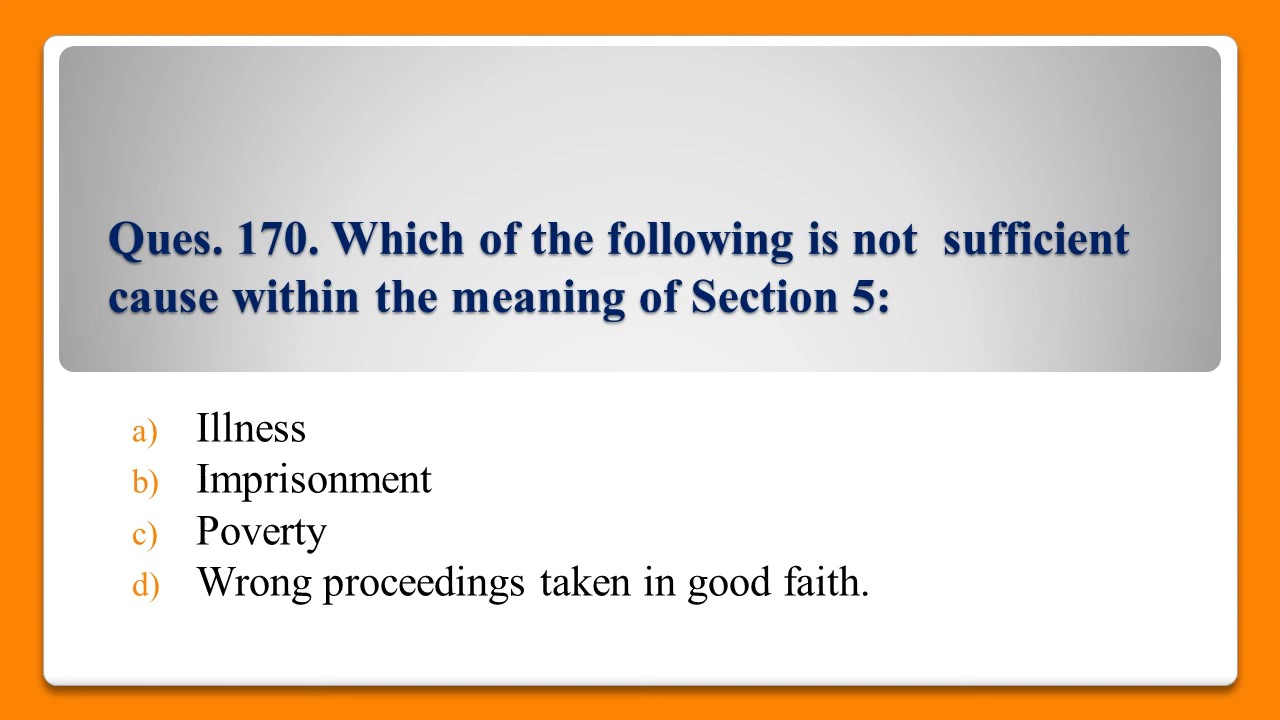 Ques. 170. Which of the following is not  sufficient
cause within the meaning of Section 5:
a) Illness
b) Imprisonment
c) Poverty
d) Wrong proceedings taken in good faith.